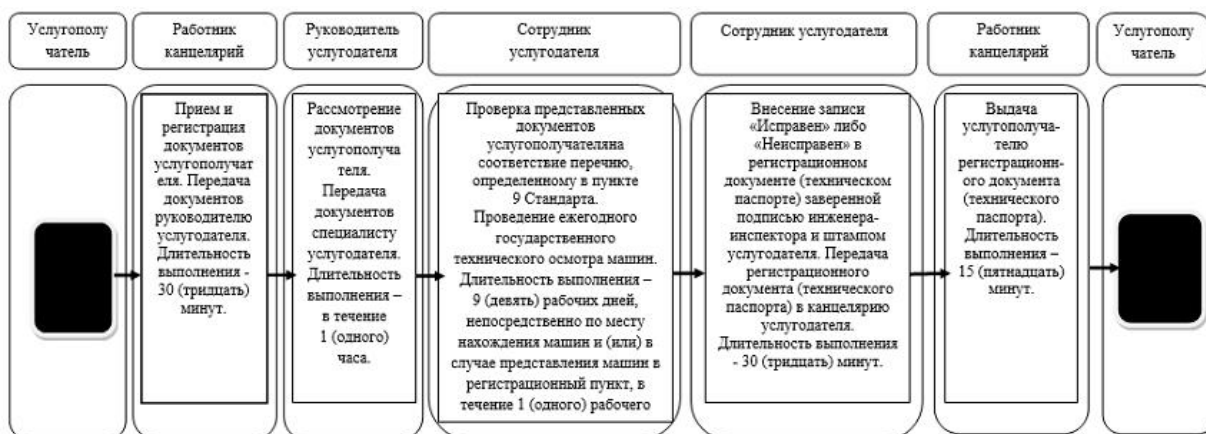 Услугополу
чатель
Работник
канцелярий
Руководитель
услугодателя
Сотрудник
услугодателя
Сотрудник услугодателя
Работник
канцелярий
Услугополу
чатель
Прием и
регистрация
документов
услугополучат
еля. Передача
документов
руководителю
услугодателя.
Длительность
выполнения -
30 (тридцать)
минут.
Рассмотрение
документов
услугополуча
теля.
Передача
документов
специалисту
услугодателя.
Длительность
выполнения –
в течение
1 (одного)
часа.
Проверка представленных
документов
услугополучателяна
соответствие перечню,
определенному в пункте
9 Стандарта.
Проведение ежегодного
государственного
технического осмотра машин.
Длительность выполнения –
9 (девять) рабочих дней,
непосредственно по месту
нахождения машин и (или) в
случае представления машин в
регистрационный пункт, в
течение 1 (одного) рабочего
Внесение записи
«Исправен» либо
«Неисправен» в
регистрационном
документе (техническом
паспорте) заверенной
подписью инженера-
инспектора и штампом
услугодателя. Передача
регистрационного
документа (технического
паспорта) в канцелярию
услугодателя.
Длительность выполнения
- 30 (тридцать) минут.
Выдача
услугополуча-
телю
регистрацион-
ного документа
(технического
паспорта).
Длительность
выполнения –
15 (пятнадцать)
минут.